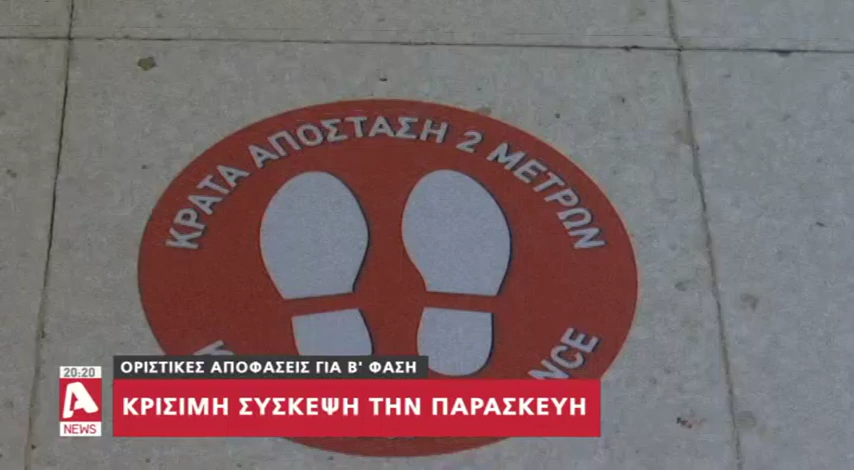 ΚΡΑΤΑ ΑΠΟΣΤΑΣΗ 2 ΜΕΤΡΩΝ
ΟΡΙΣΤΙΚΕΣ ΑΠΟΦΑΣΕΙΣ ΓΙΑ Β' ΦΑΣΗ
20:20
ΚΡΙΣΙΜΗ ΣΥΣΚΕΨΗ ΤΗΝ ΠΑΡΑΣΚΕΥΗ
A
NEWS